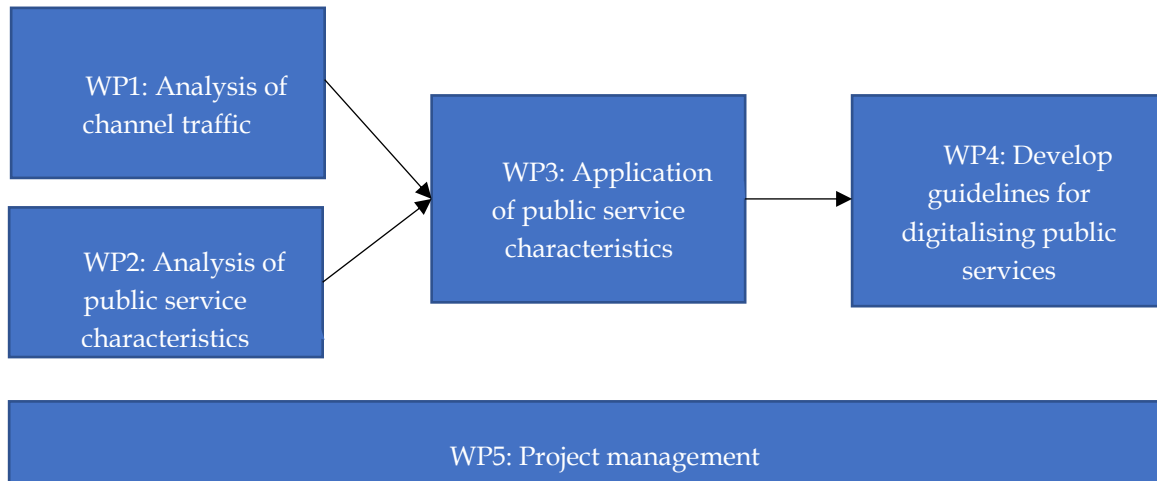 WP1: Analysis of
channel traffic
WP2: Analysis of
public service
characteristics
WP3: Application
of public service
characteristics
WP4: Develop
guidelines for
digitalising public
services
WP5: Project management